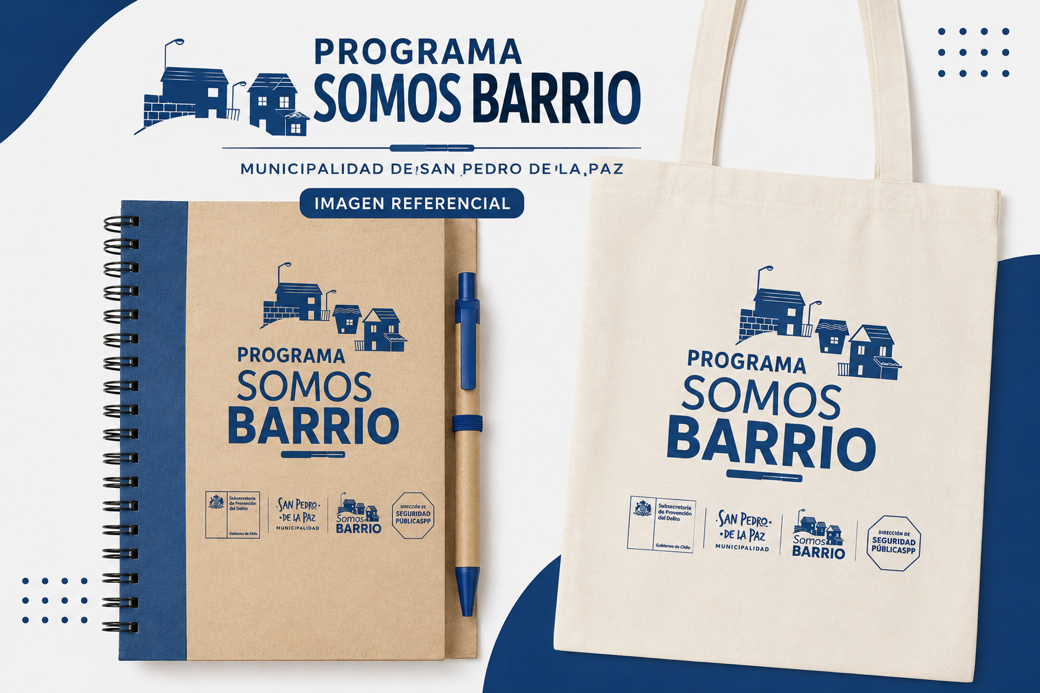 PROGRAMA
SOMOS BARRIO
MUNICIPALIDAD DE SAN PEDRO DE LA PAZ
IMAGEN REFERENCIAL
PROGRAMA
SOMOS
BARRIO
Subsecretaría
de Prevención
del Delito
Gobierno de Chile
SAN PEDRO
DE LA PAZ
MUNICIPALIDAD
Somos
BARRIO
DIRECCIÓN DE
SEGURIDAD
PÚBLICASPP
PROGRAMA
SOMOS
BARRIO
Subsecretaría
de Prevención
del Delito
Gobierno de Chile
SAN PEDRO
DE LA PAZ
MUNICIPALIDAD
Somos
BARRIO
DIRECCIÓN DE
SEGURIDAD
PÚBLICASPP